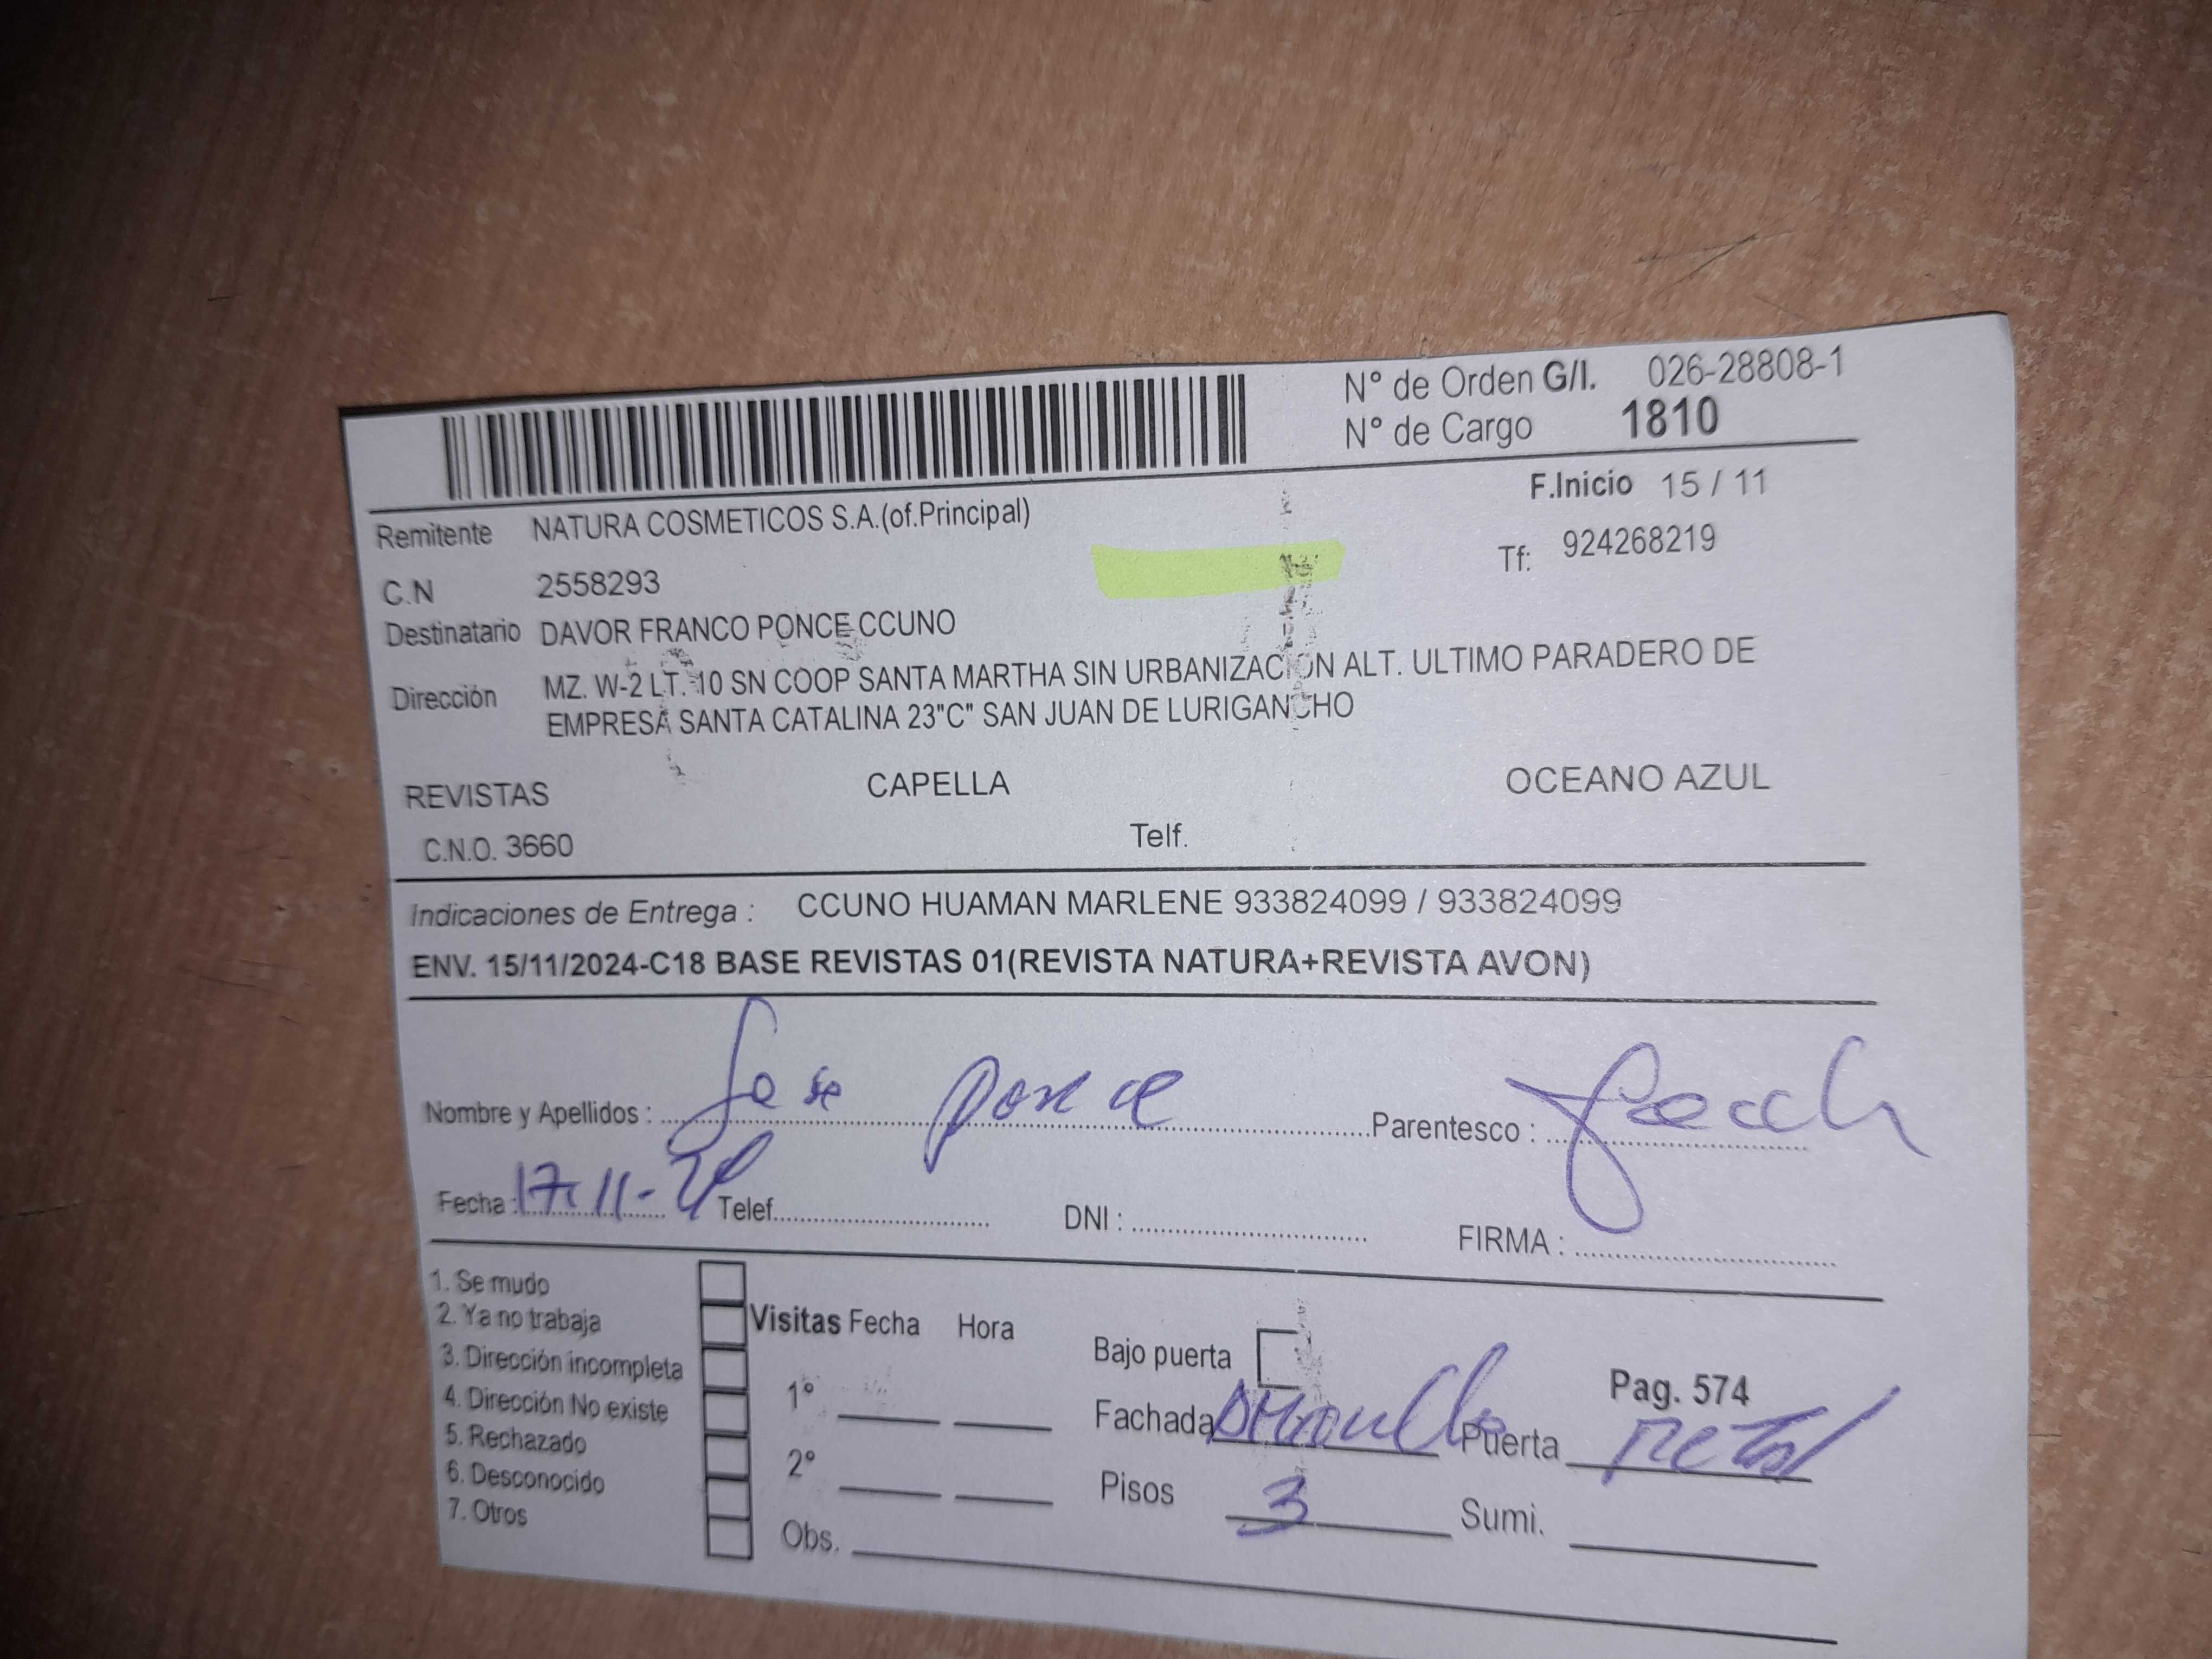 N° de Orden G/I. 026-28808-1
N° de Cargo 1810
F.Inicio 15 / 11
Remitente NATURA COSMETICOS S.A.(of.Principal)
Tf: 924268219
C.N 2558293
Destinatario DAVOR FRANCO PONCE CCUNO
Dirección MZ. W-2 LT. 10 SN COOP SANTA MARTHA SIN URBANIZACION ALT. ULTIMO PARADERO DE
EMPRESA SANTA CATALINA 23"C" SAN JUAN DE LURIGANCHO
REVISTAS CAPELLA OCEANO AZUL
C.N.O. 3660 Telf.
Indicaciones de Entrega : CCUNO HUAMAN MARLENE 933824099 / 933824099
ENV. 15/11/2024-C18 BASE REVISTAS 01(REVISTA NATURA+REVISTA AVON)
Nombre y Apellidos : Jose Ponce Parentesco :
Fecha : 17-11-24 Telef. DNI : FIRMA :
1. Se mudo
2. Ya no trabaja
3. Dirección incompleta
4. Dirección No existe
5. Rechazado
6. Desconocido
7. Otros
Visitas Fecha Hora
1°
2°
Obs.
Bajo puerta
Pag. 574
Fachada Puerta Metal
Pisos 3 Sumi.